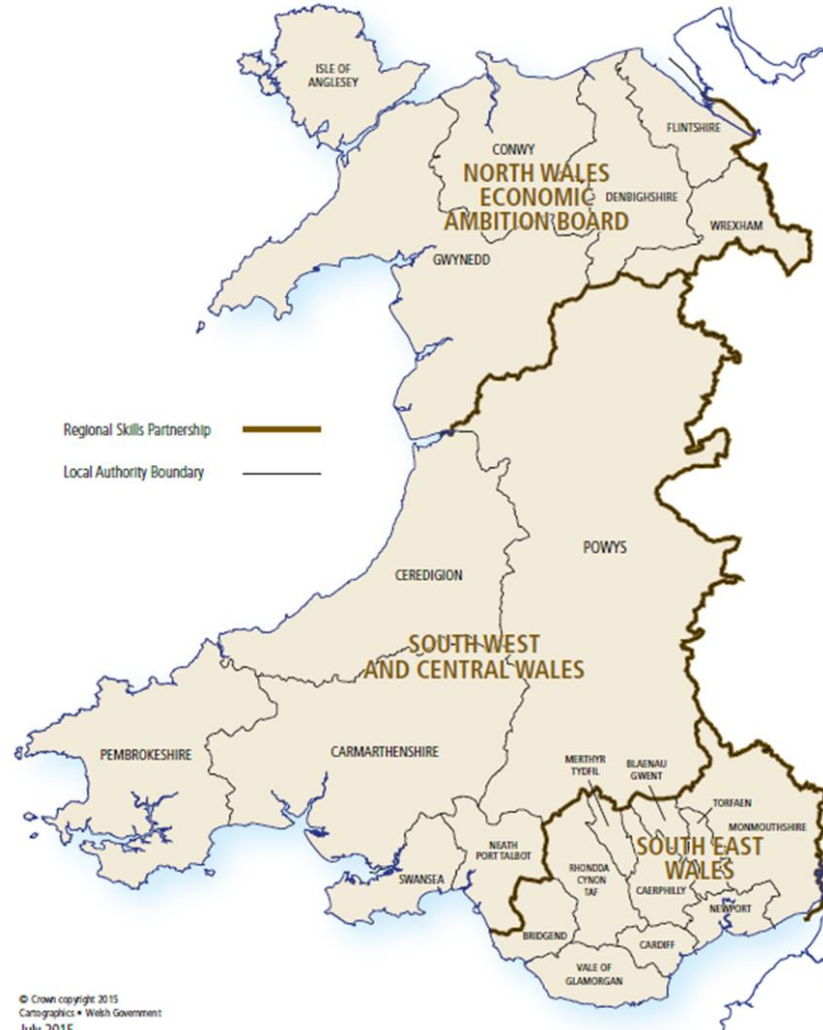 ISLE OF
ANGLESEY
FLINTSHIRE
CONWY
NORTH WALES
ECONOMIC
AMBITION BOARD
DENBIGHSHIRE
WREXHAM
GWYNEDD
Regional Skills Partnership
Local Authority Boundary
POWYS
CEREDIGION
SOUTH WEST
AND CENTRAL WALES
PEMBROKESHIRE
CARMARTHENSHIRE
MERTHYR
TYDFIL
BLAENAU
GWENT
TORFAEN
MONMOUTHSHIRE
NEATH
PORT TALBOT
SOUTH EAST
WALES
SWANSEA
RHONDDA
CYNON
TAF
CAERPHILLY
NEWPORT
BRIDGEND
CARDIFF
VALE OF
GLAMORGAN
© Crown copyright 2015
Cartographics • Welsh Government
July 2015